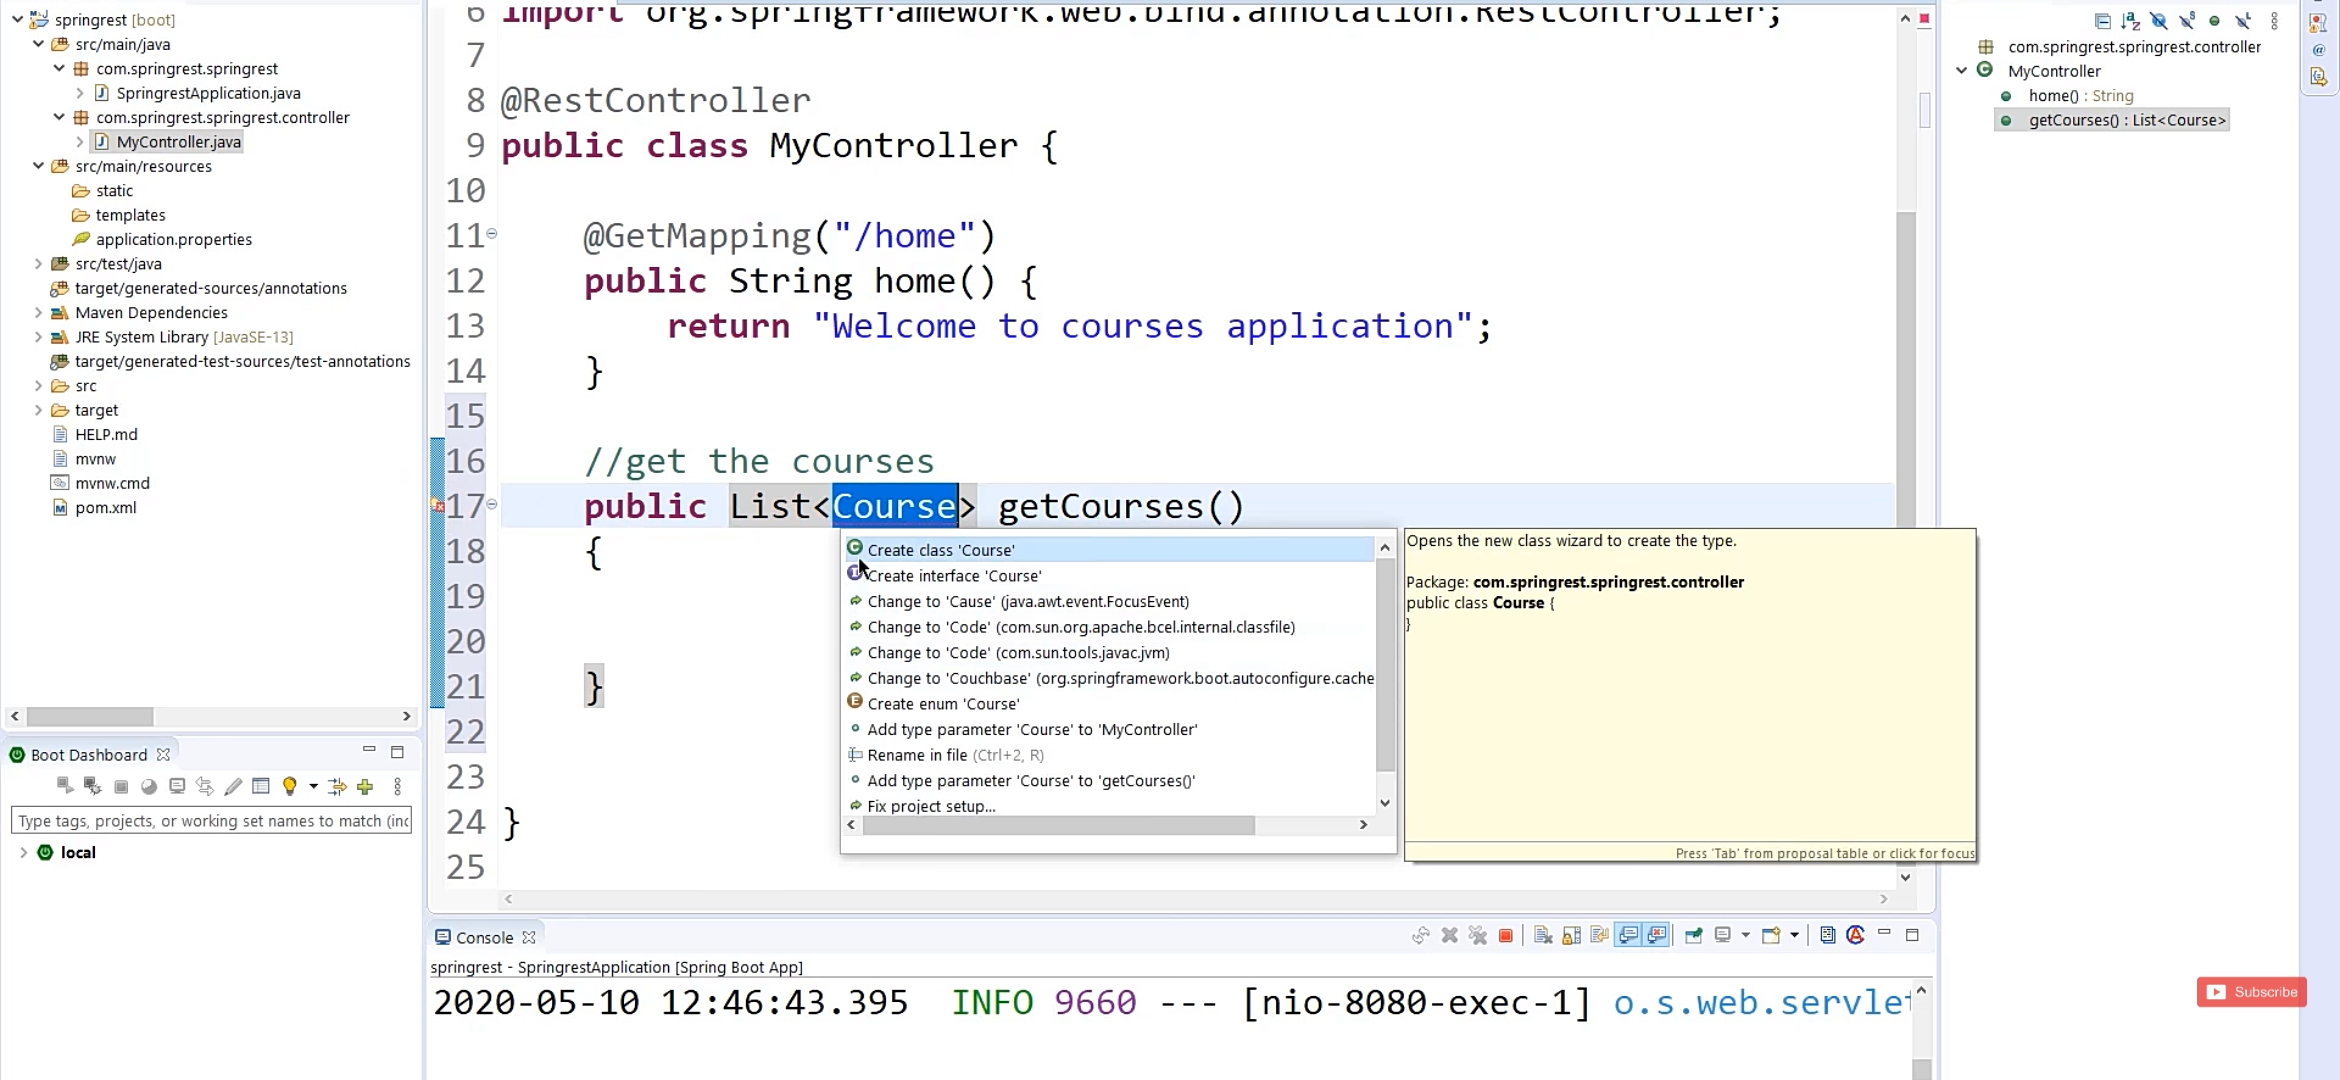 springrest [boot]
src/main/java
com.springrest.springrest
SpringrestApplication.java
com.springrest.springrest.controller
MyController.java
src/main/resources
static
templates
application.properties
src/test/java
target/generated-sources/annotations
Maven Dependencies
JRE System Library [JavaSE-13]
target/generated-test-sources/test-annotations
src
target
HELP.md
mvnw
mvnw.cmd
pom.xml
Boot Dashboard
Type tags, projects, or working set names to match (inc
local
6 import org.springframework.web.bind.annotation.RestController;
7
8 @RestController
9 public class MyController {
10
11 @GetMapping("/home")
12 public String home() {
13 return "Welcome to courses application";
14 }
15
16 //get the courses
17 public List<Course> getCourses()
18 {
19
20
21 }
22
23
24 }
25
Create class 'Course'
Create interface 'Course'
Change to 'Cause' (java.awt.event.FocusEvent)
Change to 'Code' (com.sun.org.apache.bcel.internal.classfile)
Change to 'Code' (com.sun.tools.javac.jvm)
Change to 'Couchbase' (org.springframework.boot.autoconfigure.cache
Create enum 'Course'
Add type parameter 'Course' to 'MyController'
Rename in file (Ctrl+2, R)
Add type parameter 'Course' to 'getCourses()'
Fix project setup...
Opens the new class wizard to create the type.
Package: com.springrest.springrest.controller
public class Course {
}
Press 'Tab' from proposal table or click for focus
Console
springrest - SpringrestApplication [Spring Boot App]
2020-05-10 12:46:43.395 INFO 9660 --- [nio-8080-exec-1] o.s.web.servlet
com.springrest.springrest.controller
MyController
home() : String
getCourses() : List<Course>
Subscribe